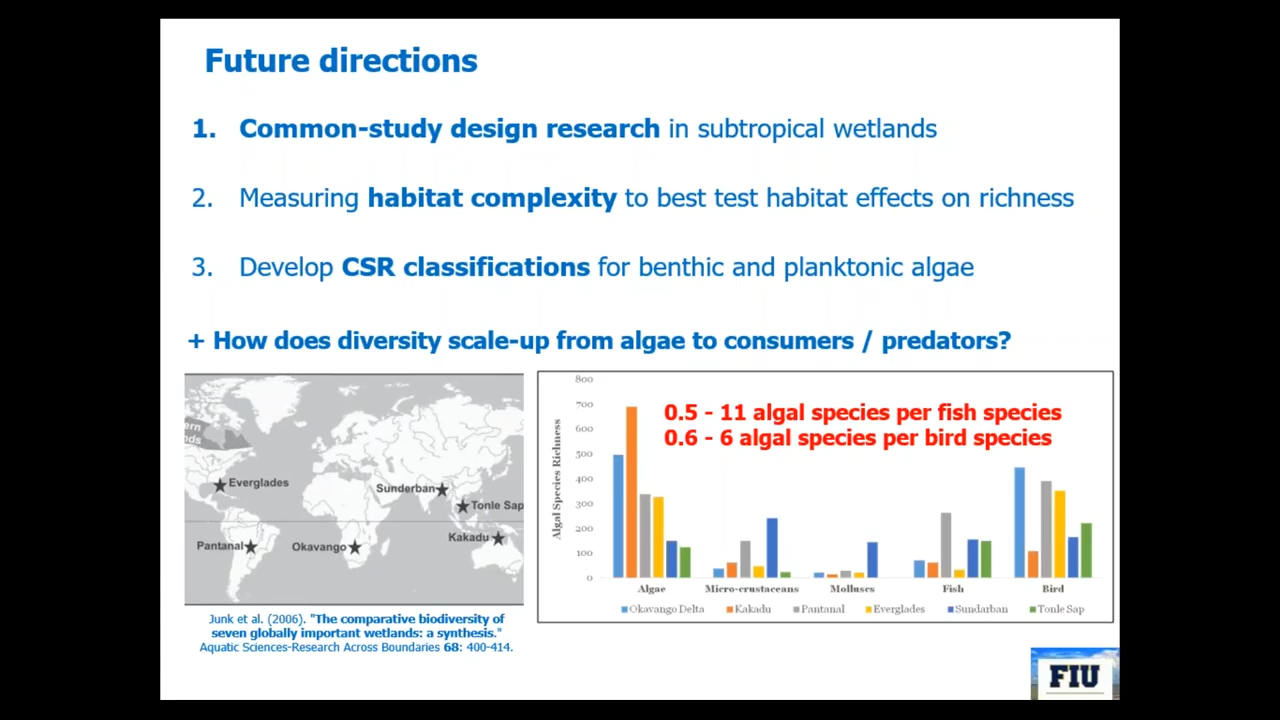 Future directions
1. Common-study design research in subtropical wetlands
2. Measuring habitat complexity to best test habitat effects on richness
3. Develop CSR classifications for benthic and planktonic algae
+ How does diversity scale-up from algae to consumers / predators?
ern
nds
Everglades
Sunderban
Tonle Sap
Kakadu
Pantanal
Okavango
Junk et al. (2006). "The comparative biodiversity of
seven globally important wetlands: a synthesis."
Aquatic Sciences-Research Across Boundaries 68: 400-414.
0.5 - 11 algal species per fish species
0.6 - 6 algal species per bird species
Algal Species Richness
800
700
600
500
400
300
200
100
0
Algae Micro-crustaceans Molluscs Fish Bird
Okavango Delta Kakadu Pantanal Everglades Sundarban Tonle Sap
FIU